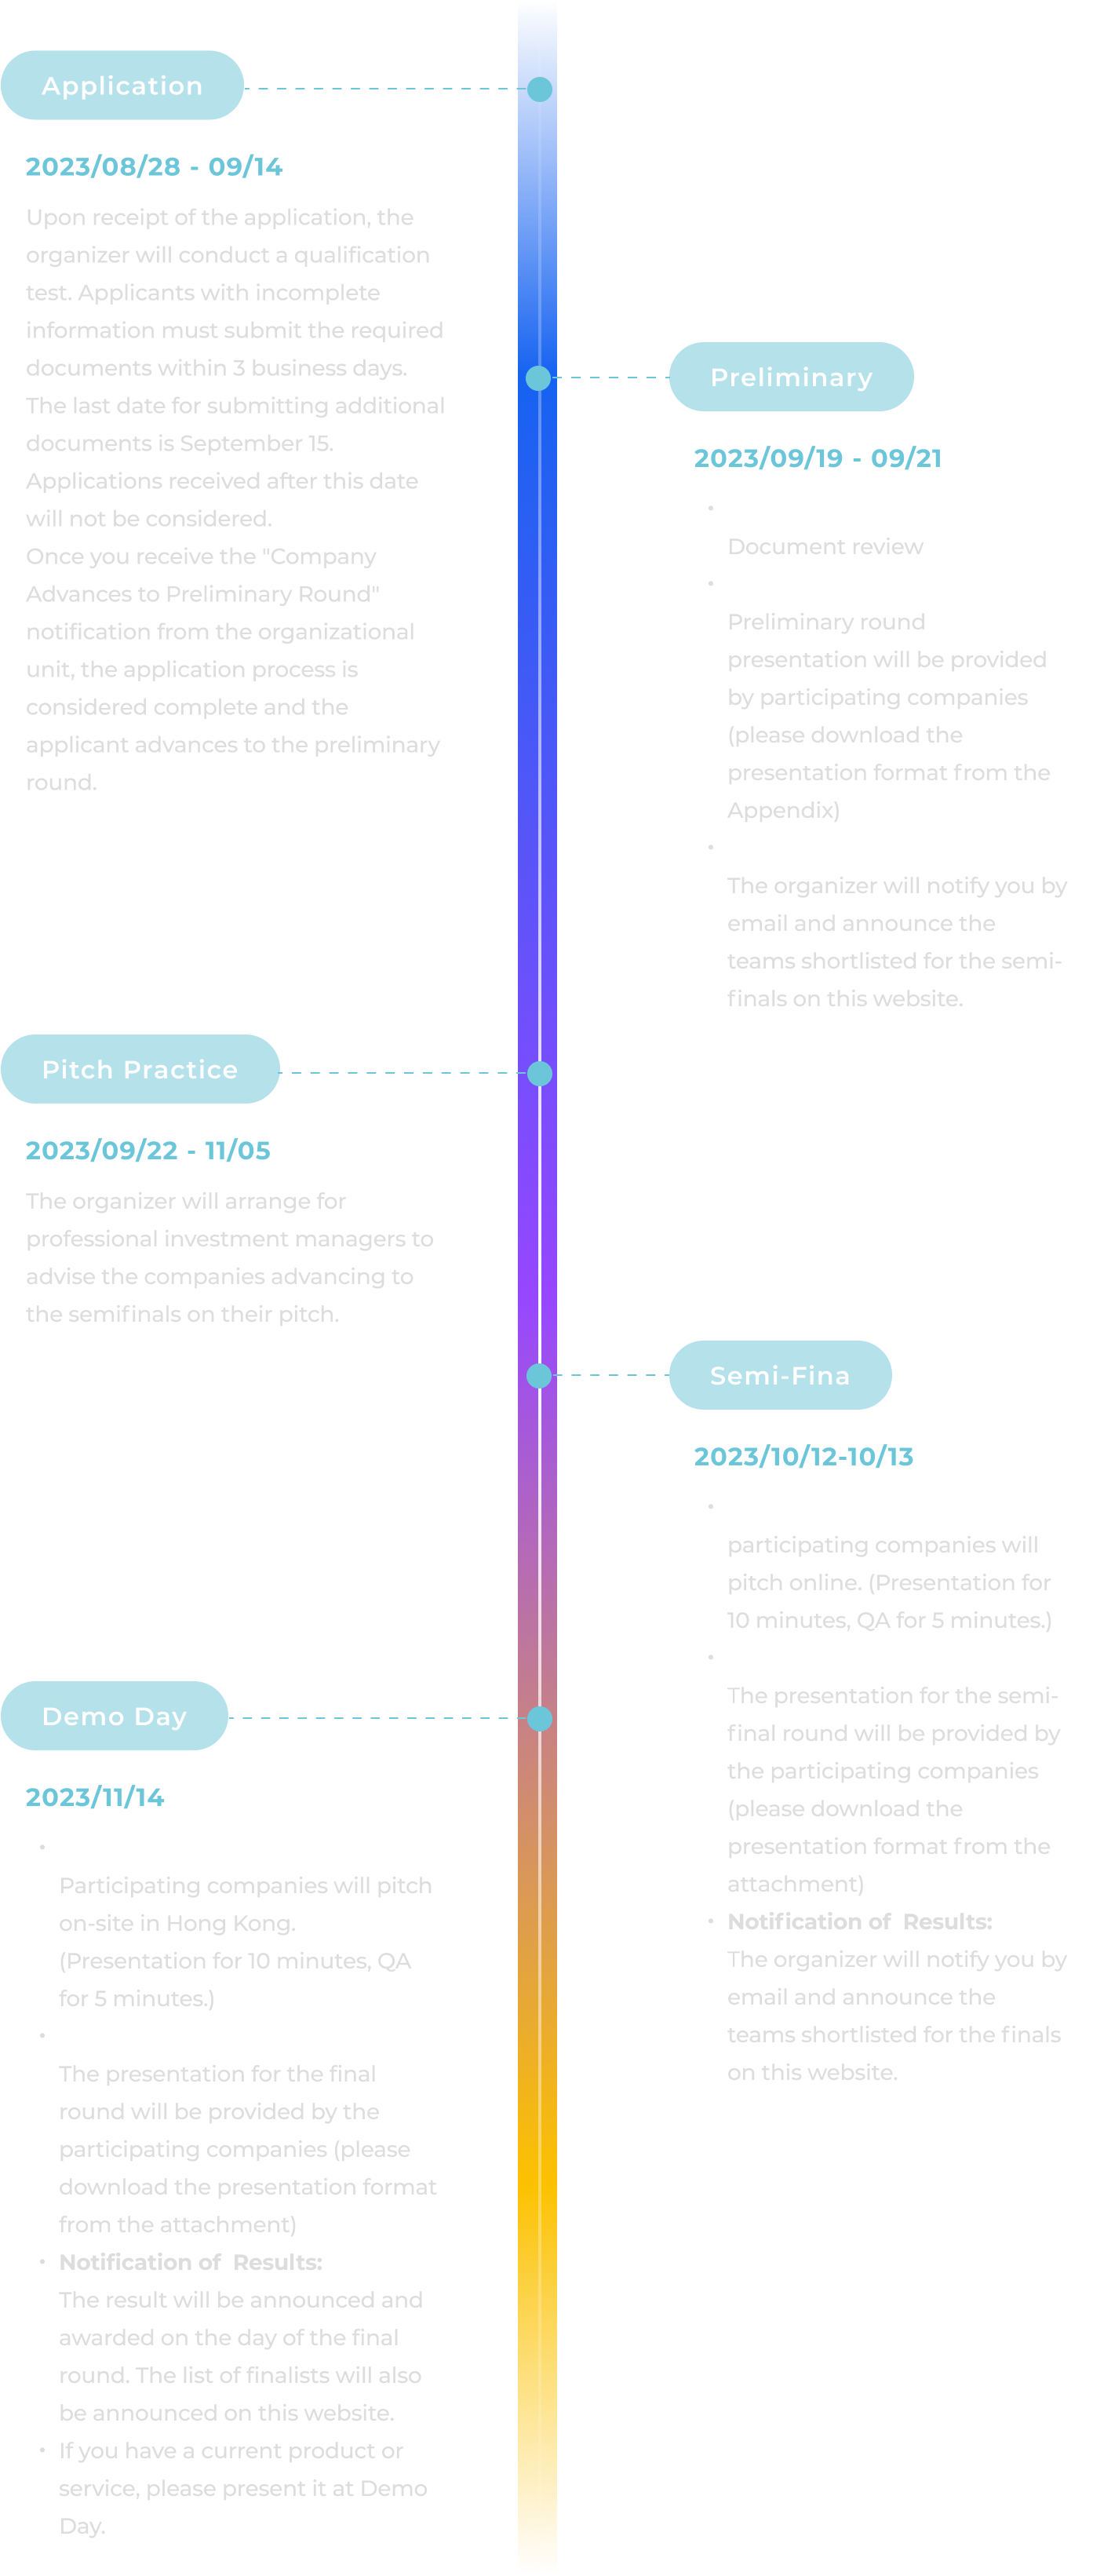 Application
2023/08/28 - 09/14
Upon receipt of the application, the
organizer will conduct a qualification
test. Applicants with incomplete
information must submit the required
documents within 3 business days.
The last date for submitting additional
documents is September 15.
Applications received after this date
will not be considered.
Once you receive the "Company
Advances to Preliminary Round"
notification from the organizational
unit, the application process is
considered complete and the
applicant advances to the preliminary
round.
Preliminary
2023/09/19 - 09/21
•
Document review
•
Preliminary round
presentation will be provided
by participating companies
(please download the
presentation format from the
Appendix)
•
The organizer will notify you by
email and announce the
teams shortlisted for the semi-
finals on this website.
Pitch Practice
2023/09/22 - 11/05
The organizer will arrange for
professional investment managers to
advise the companies advancing to
the semifinals on their pitch.
Semi-Fina
2023/10/12-10/13
•
participating companies will
pitch online. (Presentation for
10 minutes, QA for 5 minutes.)
•
The presentation for the semi-
final round will be provided by
the participating companies
(please download the
presentation format from the
attachment)
• Notification of  Results:
The organizer will notify you by
email and announce the
teams shortlisted for the finals
on this website.
Demo Day
2023/11/14
•
Participating companies will pitch
on-site in Hong Kong.
(Presentation for 10 minutes, QA
for 5 minutes.)
•
The presentation for the final
round will be provided by the
participating companies (please
download the presentation format
from the attachment)
• Notification of  Results:
The result will be announced and
awarded on the day of the final
round. The list of finalists will also
be announced on this website.
• If you have a current product or
service, please present it at Demo
Day.